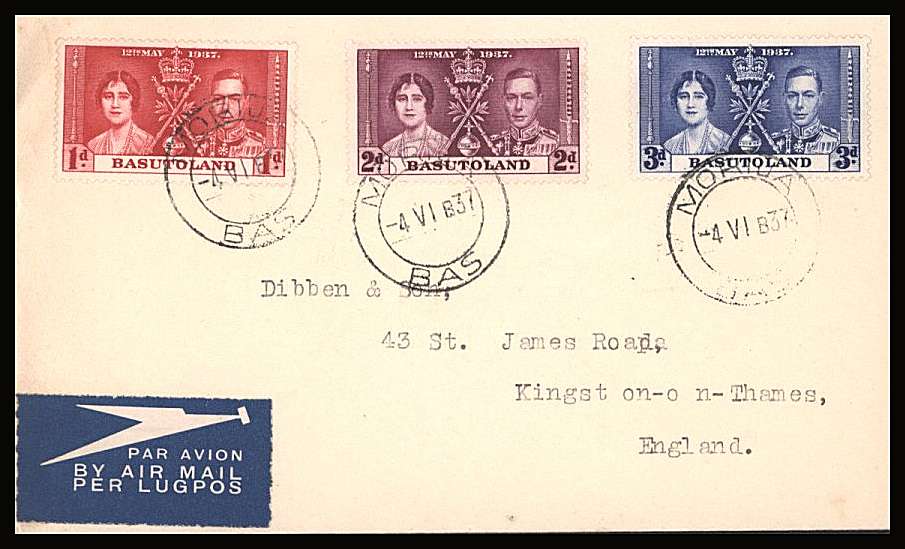 12TH MAY 1937.
1d 1d
BASUTOLAND
12TH MAY 1937.
2d 2d
BASUTOLAND
12TH MAY 1937.
3d 3d
BASUTOLAND
-4 VI
BAS
-4 VI B37
BAS
MORIJA
-4 VI B37
Dibben & Son,
43 St. James Road,
Kingst on-o n-Thames,
England.
PAR AVION
BY AIR MAIL
PER LUGPOS